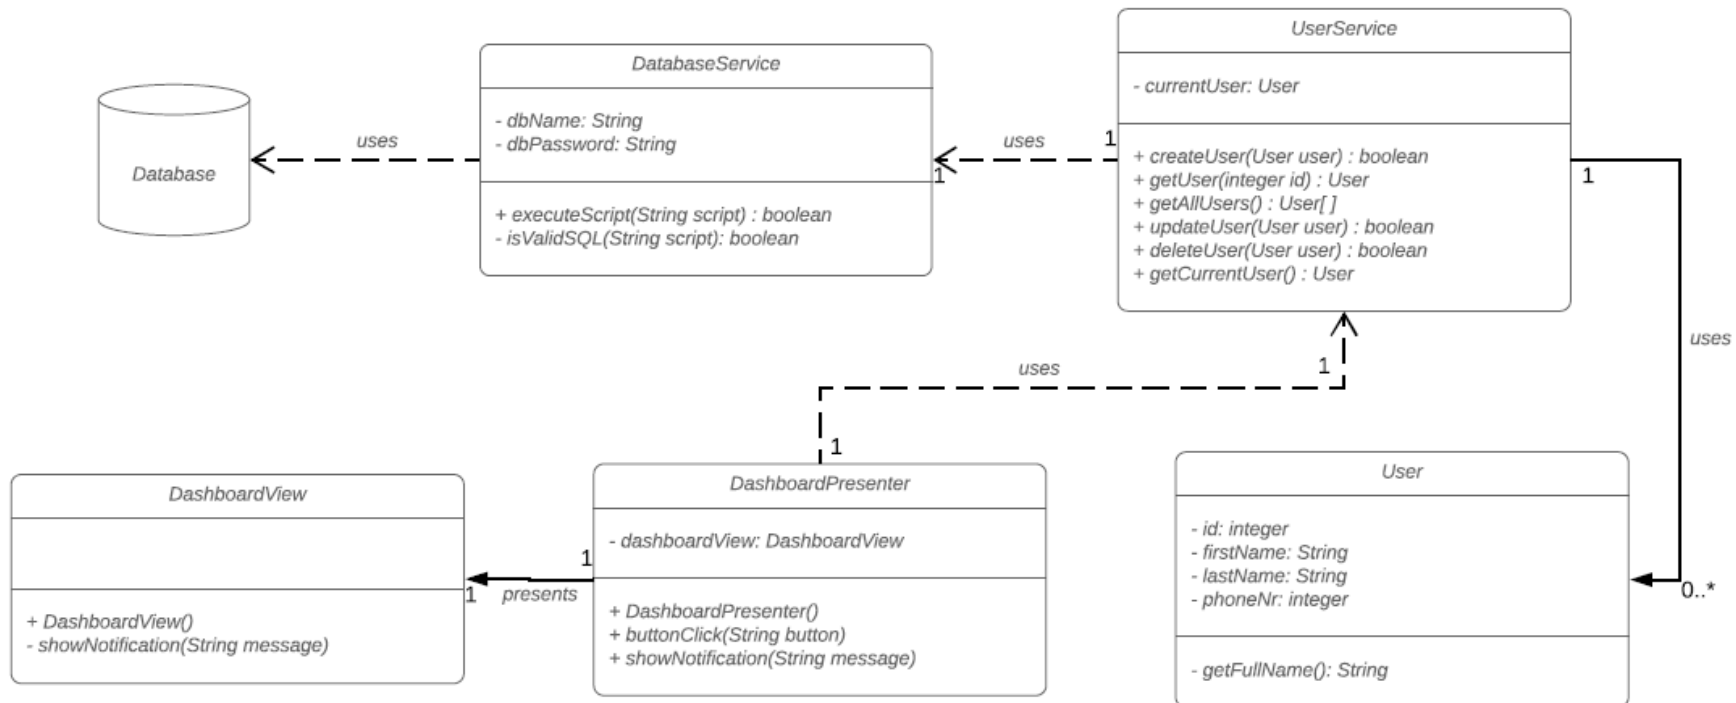 Database
uses
DatabaseService
- dbName: String
- dbPassword: String
+ executeScript(String script) : boolean
- isValidSQL(String script): boolean
1
uses
1
UserService
- currentUser: User
+ createUser(User user) : boolean
+ getUser(integer id) : User
+ getAllUsers() : User[ ]
+ updateUser(User user) : boolean
+ deleteUser(User user) : boolean
+ getCurrentUser() : User
1
uses
0..*
uses
1
1
DashboardView
+ DashboardView()
- showNotification(String message)
1
presents
1
DashboardPresenter
- dashboardView: DashboardView
+ DashboardPresenter()
+ buttonClick(String button)
+ showNotification(String message)
User
- id: integer
- firstName: String
- lastName: String
- phoneNr: integer
- getFullName(): String